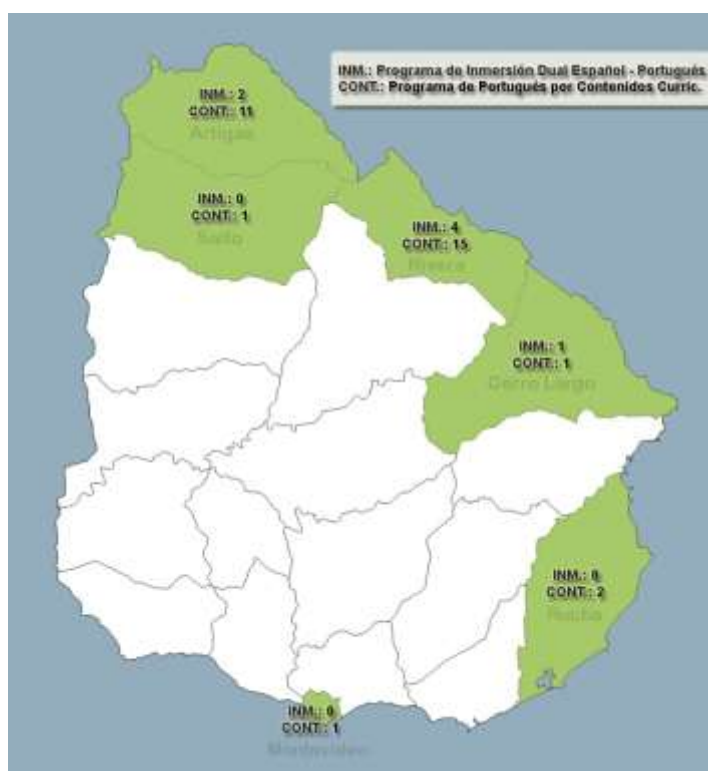 INM.: Programa de Inmersión Dual Español - Portugués
CONT.: Programa de Portugués por Contenidos Curric.
INM.: 2
CONT.: 11
Artigas
INM.: 0
CONT.: 1
Salto
INM.: 4
CONT.: 15
Rivera
INM.: 1
CONT.: 1
Cerro Largo
INM.: 0
CONT.: 2
Rocha
INM.: 0
CONT.: 1
Montevideo